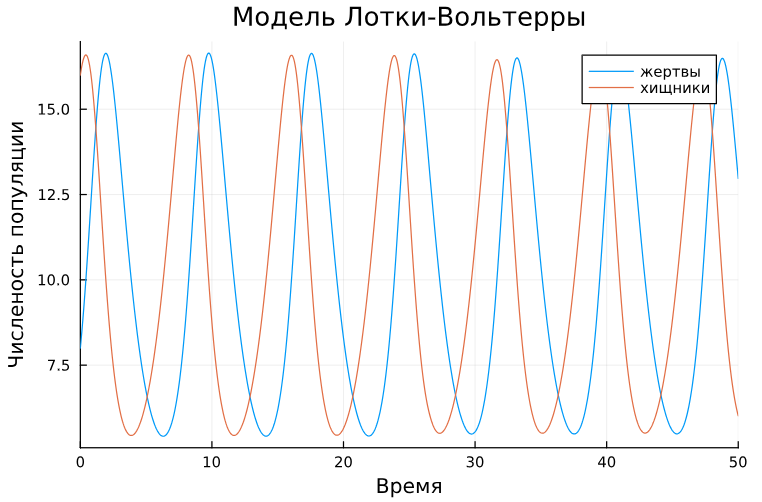 Модель Лотки-Вольтерры
жертвы
хищники
Численость популяции
15.0
12.5
10.0
7.5
0 10 20 30 40 50
Время